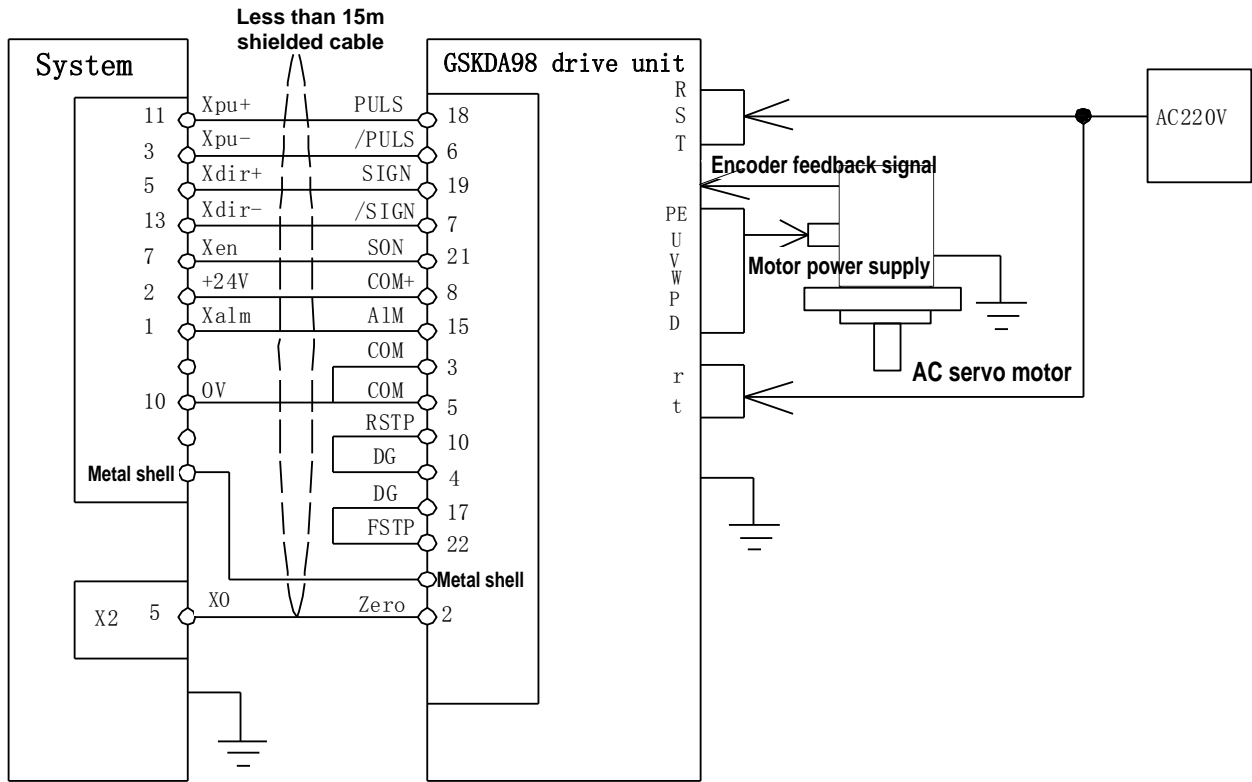 Less than 15m
shielded cable
System
GSKDA98 drive unit
11 Xpu+ PULS 18
3 Xpu- /PULS 6
5 Xdir+ SIGN 19
13 Xdir- /SIGN 7
7 Xen SON 21
2 +24V COM+ 8
1 Xalm AlM 15
COM 3
10 0V COM 5
RSTP 10
DG 4
DG 17
FSTP 22
Metal shell
Metal shell
X2 5 X0 Zero 2
R
S
T
Encoder feedback signal
PE
U
V
W
P
D
Motor power supply
r
t
AC servo motor
AC220V